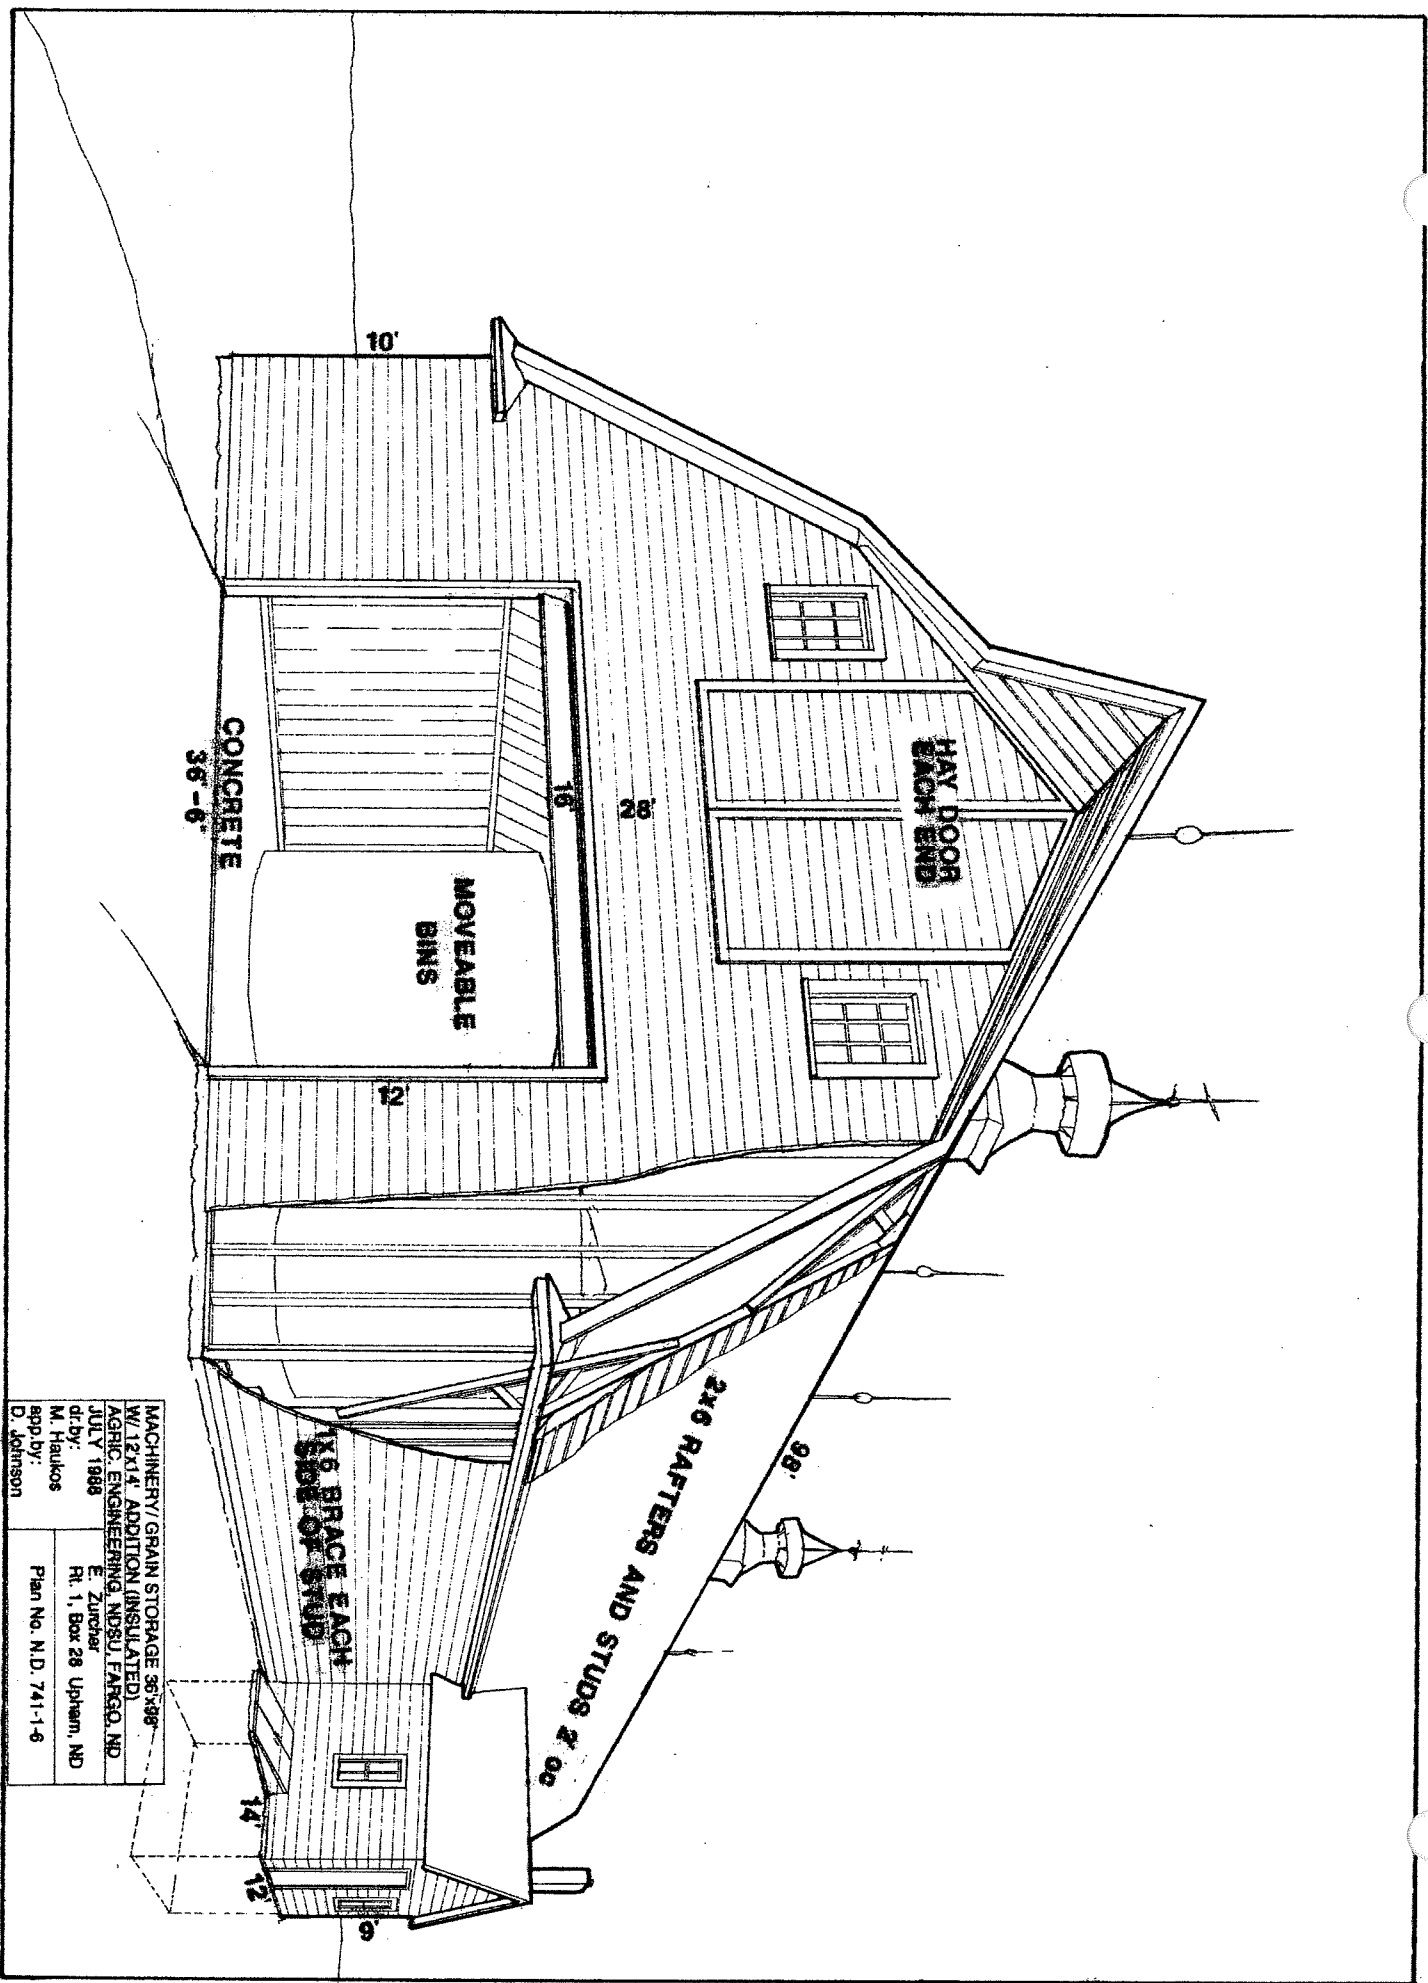 HAY DOOR
EACH END
28'
16'
10'
12'
MOVEABLE
BINS
CONCRETE
36'-6"
98'
2X6 RAFTERS AND STUDS 2' OC
1X6 BRACE EACH
SIDE OF STUD
9'
14'
12'
MACHINERY/GRAIN STORAGE 36'x98'
W/ 12'x14' ADDITION (INSULATED)
AGRIC. ENGINEERING, NDSU, FARGO, ND
JULY 1988
dr.by:
M. Haukos
app.by:
D. Johnson
E. Zurcher
Rt. 1, Box 28 Upham, ND
Plan No. N.D. 741-1-6